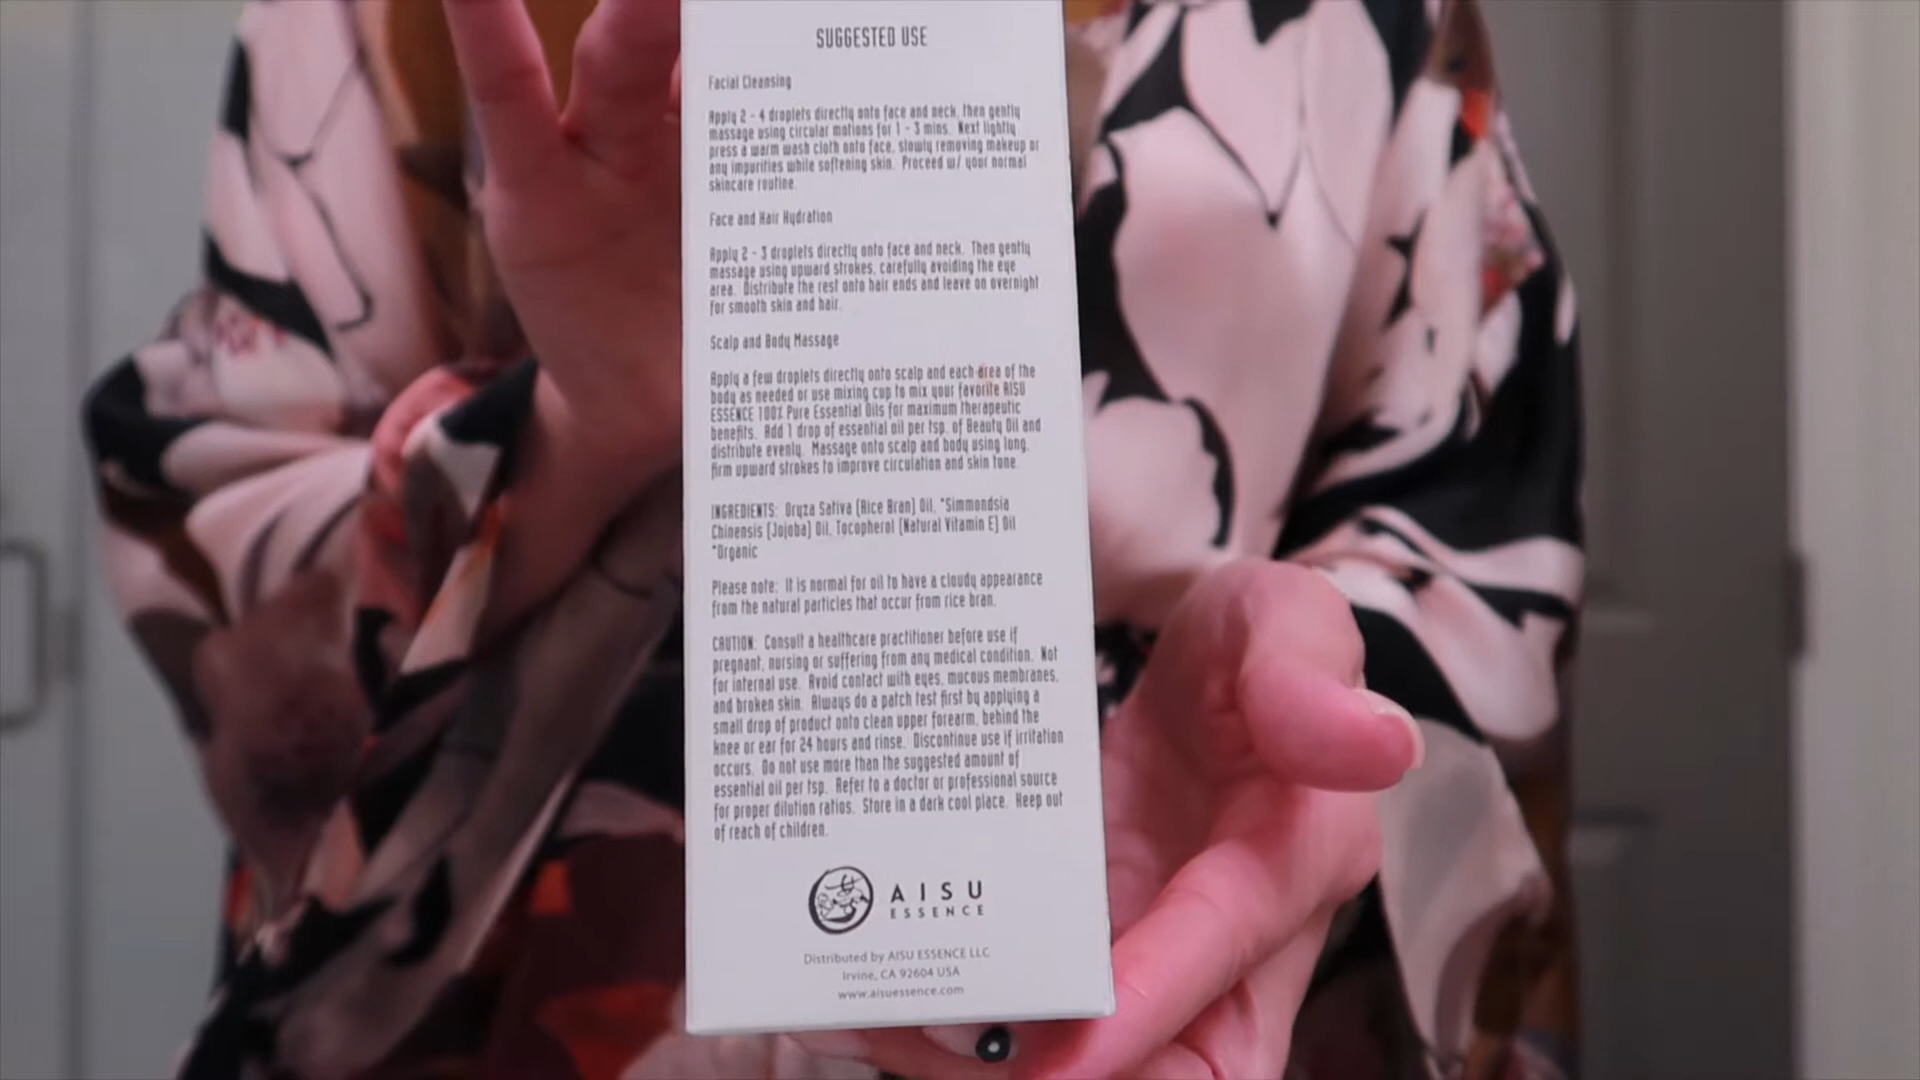 SUGGESTED USE
Facial Cleansing
Apply 2 - 4 droplets directly onto face and neck, then gently
massage using circular motions for 1 - 3 mins. Next lightly
press a warm wash cloth onto face, slowly removing makeup or
any impurities while softening skin. Proceed w/ your normal
skincare routine.
Face and Hair Hydration
Apply 2 - 3 droplets directly onto face and neck. Then gently
massage using upward strokes, carefully avoiding the eye
area. Distribute the rest onto hair ends and leave on overnight
for smooth skin and hair.
Scalp and Body Massage
Apply a few droplets directly onto scalp and each area of the
body as needed or use mixing cup to mix your favorite AISU
ESSENCE 100% Pure Essential Oils for maximum therapeutic
benefits. Add 1 drop of essential oil per tsp. of Beauty Oil and
distribute evenly. Massage onto scalp and body using long,
firm upward strokes to improve circulation and skin tone.
INGREDIENTS: Oryza Sativa (Rice Bran) Oil, *Simmondsia
Chinensis (Jojoba) Oil, Tocopherol (Natural Vitamin E) Oil
*Organic
Please note: It is normal for oil to have a cloudy appearance
from the natural particles that occur from rice bran.
CAUTION: Consult a healthcare practitioner before use if
pregnant, nursing or suffering from any medical condition. Not
for internal use. Avoid contact with eyes, mucous membranes,
and broken skin. Always do a patch test first by applying a
small drop of product onto clean upper forearm, behind the
knee or ear for 24 hours and rinse. Discontinue use if irritation
occurs. Do not use more than the suggested amount of
essential oil per tsp. Refer to a doctor or professional source
for proper dilution ratios. Store in a dark cool place. Keep out
of reach of children.
AISU
ESSENCE
Distributed by AISU ESSENCE LLC
Irvine, CA 92604 USA
www.aisuessence.com